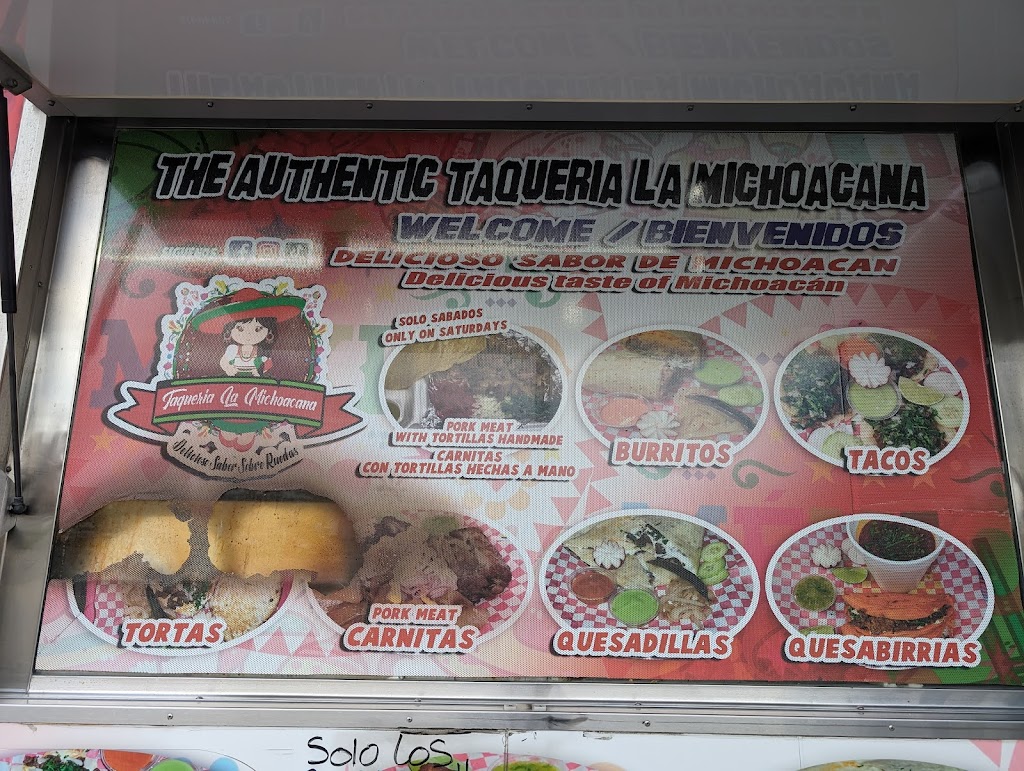 THE AUTHENTIC TAQUERIA LA MICHOACANA
WELCOME / BIENVENIDOS
DELICIOSO SABOR DE MICHOACAN
Delicious taste of Michoacán
Taqueria La Michoacana
Delicioso Sabor Sobre Ruedas
SOLO SABADOS
ONLY ON SATURDAYS
PORK MEAT
WITH TORTILLAS HANDMADE
CARNITAS
CON TORTILLAS HECHAS A MANO
BURRITOS
TACOS
TORTAS
PORK MEAT
CARNITAS
QUESADILLAS
QUESABIRRIAS
Solo Los